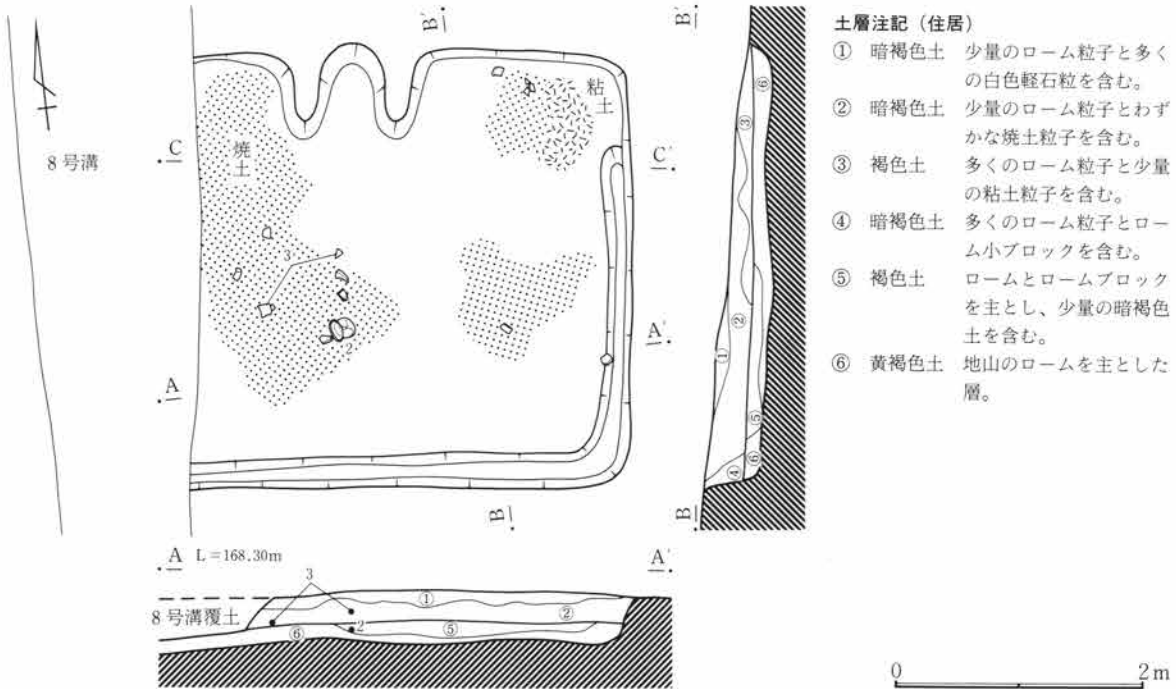 B′
B′
土層注記（住居）
① 暗褐色土 少量のローム粒子と多く
の白色軽石粒を含む。
② 暗褐色土 少量のローム粒子とわず
かな焼土粒子を含む。
③ 褐色土 多くのローム粒子と少量
の粘土粒子を含む。
④ 暗褐色土 多くのローム粒子とロー
ム小ブロックを含む。
⑤ 褐色土 ロームとロームブロック
を主とし、少量の暗褐色
土を含む。
⑥ 黄褐色土 地山のロームを主とした
層。
粘土
焼土
8号溝
C
C′
3
2
A′
A
B
B
⑥
③
②
①
⑤
④
⑥
A L=168.30m
A′
3
8号溝覆土
①
②
2
⑥
⑤
0 2m